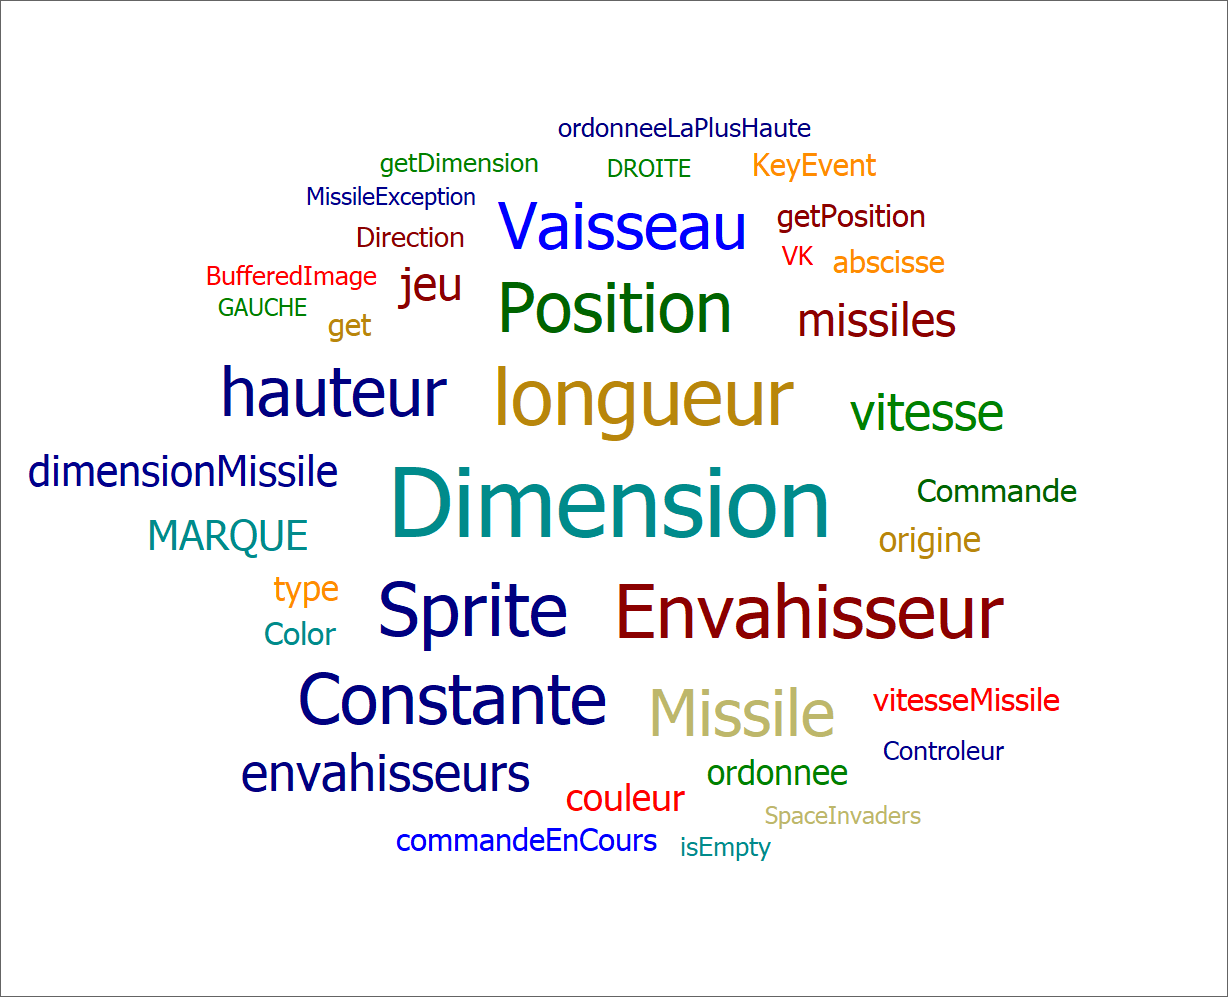 ordonneeLaPlusHaute
getDimension DROITE KeyEvent
MissileException Vaisseau getPosition
Direction VK abscisse
BufferedImage jeu Position missiles
GAUCHE get
hauteur longueur vitesse
dimensionMissile Dimension Commande
MARQUE origine
type Sprite Envahisseur
Color
Constante Missile vitesseMissile
Controleur
envahisseurs couleur ordonnee
SpaceInvaders
commandeEnCours isEmpty